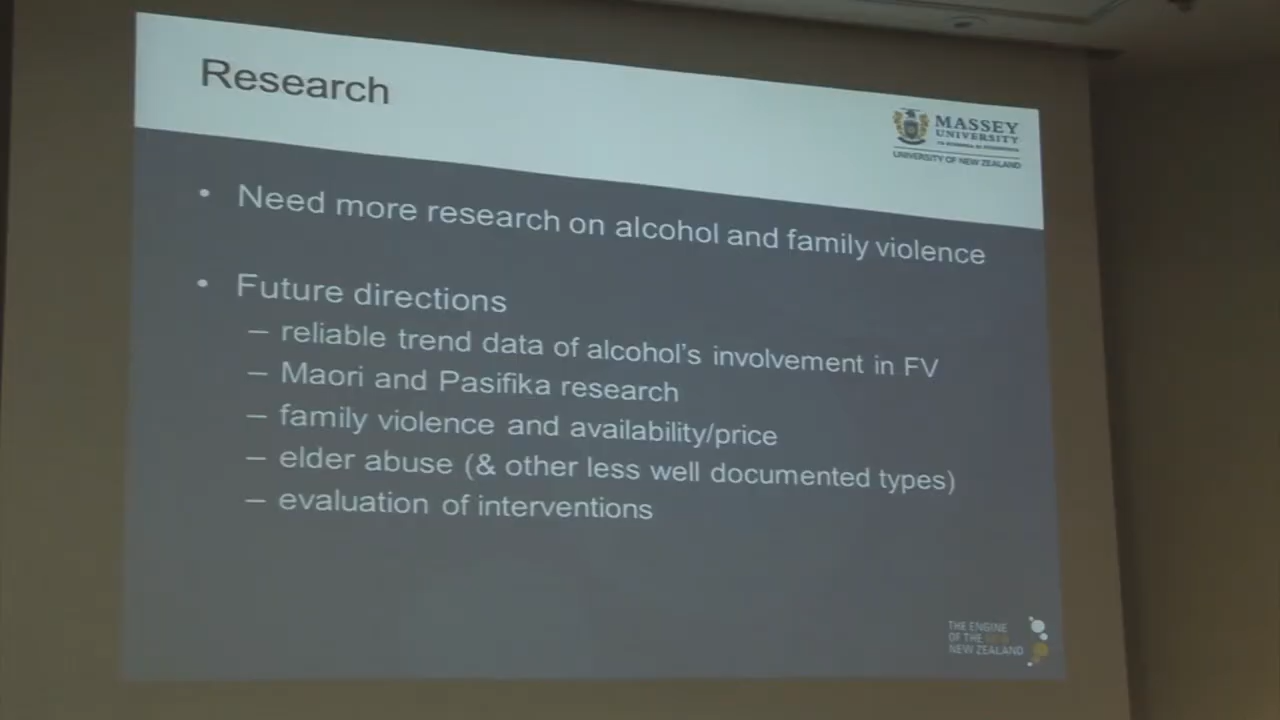 Research
MASSEY
UNIVERSITY
UNIVERSITY OF NEW ZEALAND
• Need more research on alcohol and family violence
• Future directions
– reliable trend data of alcohol's involvement in FV
– Maori and Pasifika research
– family violence and availability/price
– elder abuse (& other less well documented types)
– evaluation of interventions
THE ENGINE
OF THE
NEW ZEALAND